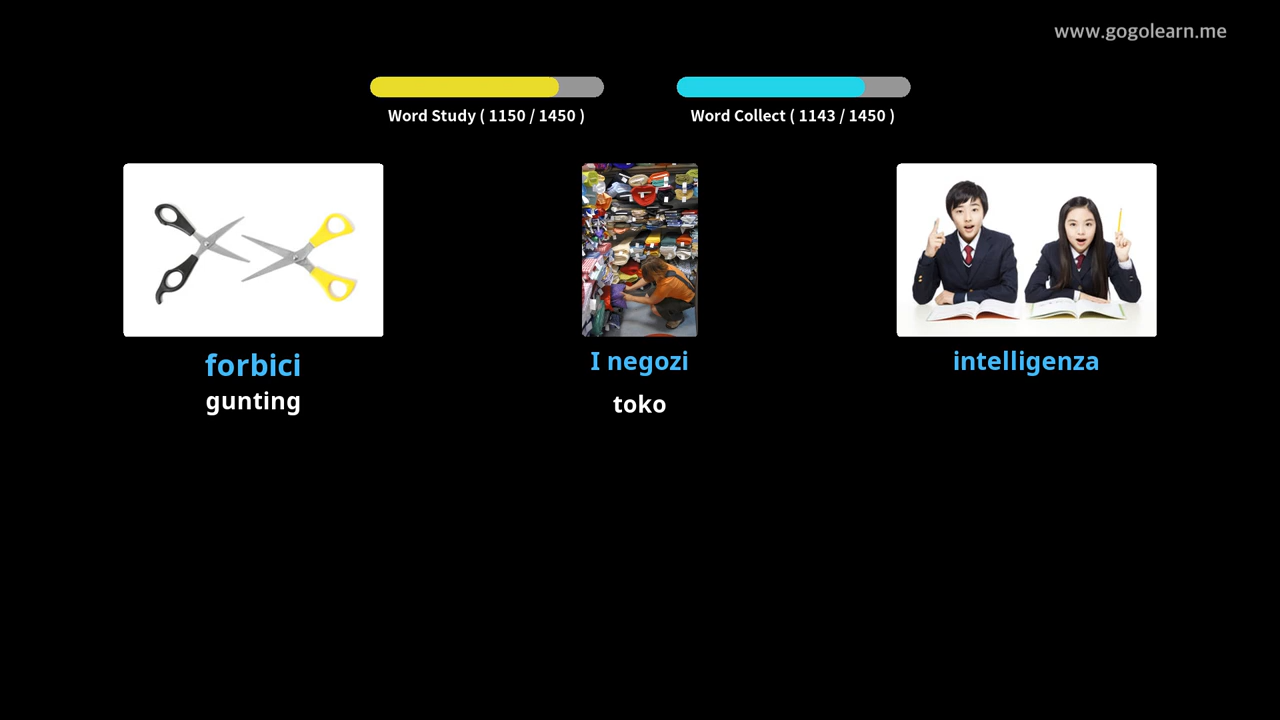 www.gogolearn.me
Word Study ( 1150 / 1450 )
Word Collect ( 1143 / 1450 )
forbici
gunting
I negozi
toko
intelligenza